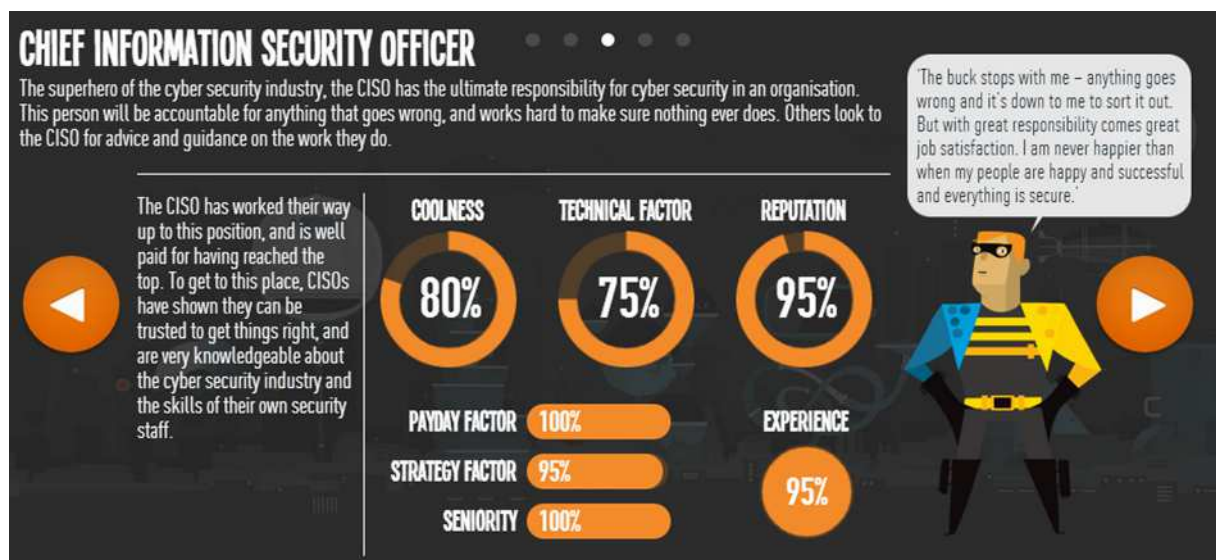 CHIEF INFORMATION SECURITY OFFICER
The superhero of the cyber security industry, the CISO has the ultimate responsibility for cyber security in an organisation.
This person will be accountable for anything that goes wrong, and works hard to make sure nothing ever does. Others look to
the CISO for advice and guidance on the work they do.
'The buck stops with me – anything goes
wrong and it's down to me to sort it out.
But with great responsibility comes great
job satisfaction. I am never happier than
when my people are happy and successful
and everything is secure.'
The CISO has worked their way
up to this position, and is well
paid for having reached the
top. To get to this place, CISOs
have shown they can be
trusted to get things right, and
are very knowledgeable about
the cyber security industry and
the skills of their own security
staff.
COOLNESS
80%
TECHNICAL FACTOR
75%
REPUTATION
95%
PAYDAY FACTOR 100%
STRATEGY FACTOR 95%
SENIORITY 100%
EXPERIENCE
95%